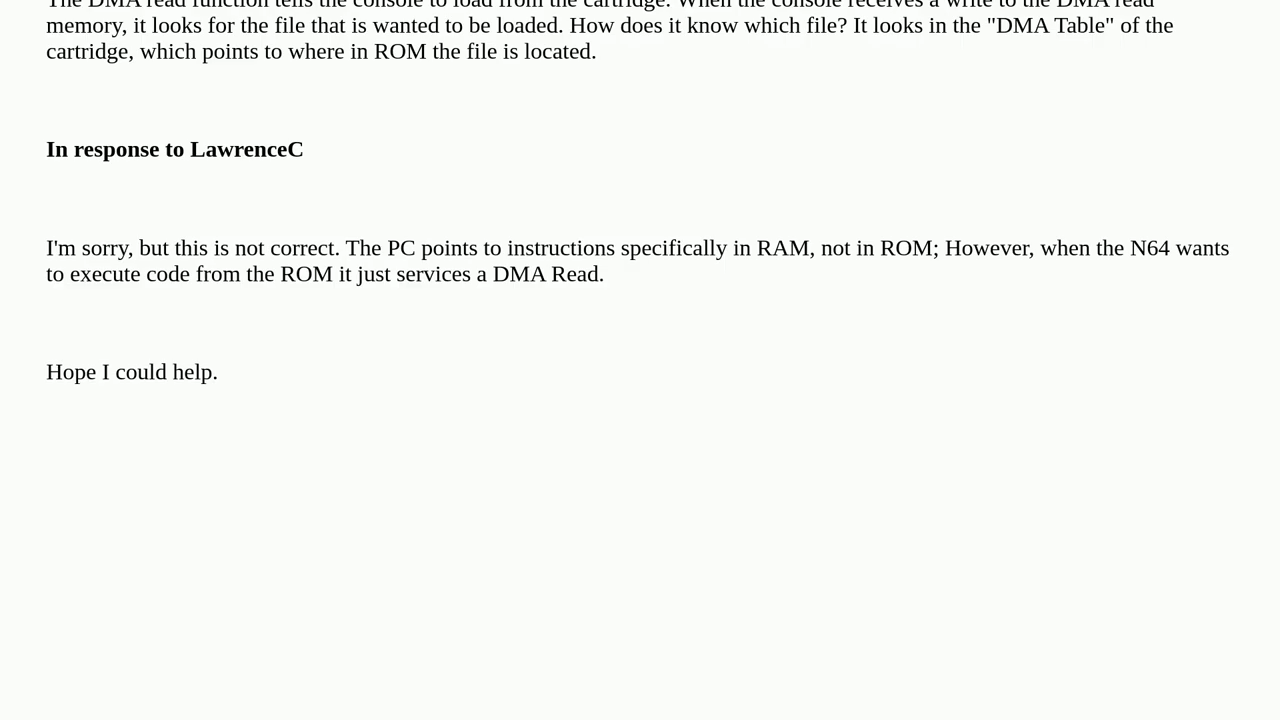 The DMA read function tells the console to load from the cartridge. When the console receives a write to the DMA read
memory, it looks for the file that is wanted to be loaded. How does it know which file? It looks in the "DMA Table" of the
cartridge, which points to where in ROM the file is located.
In response to LawrenceC
I'm sorry, but this is not correct. The PC points to instructions specifically in RAM, not in ROM; However, when the N64 wants
to execute code from the ROM it just services a DMA Read.
Hope I could help.